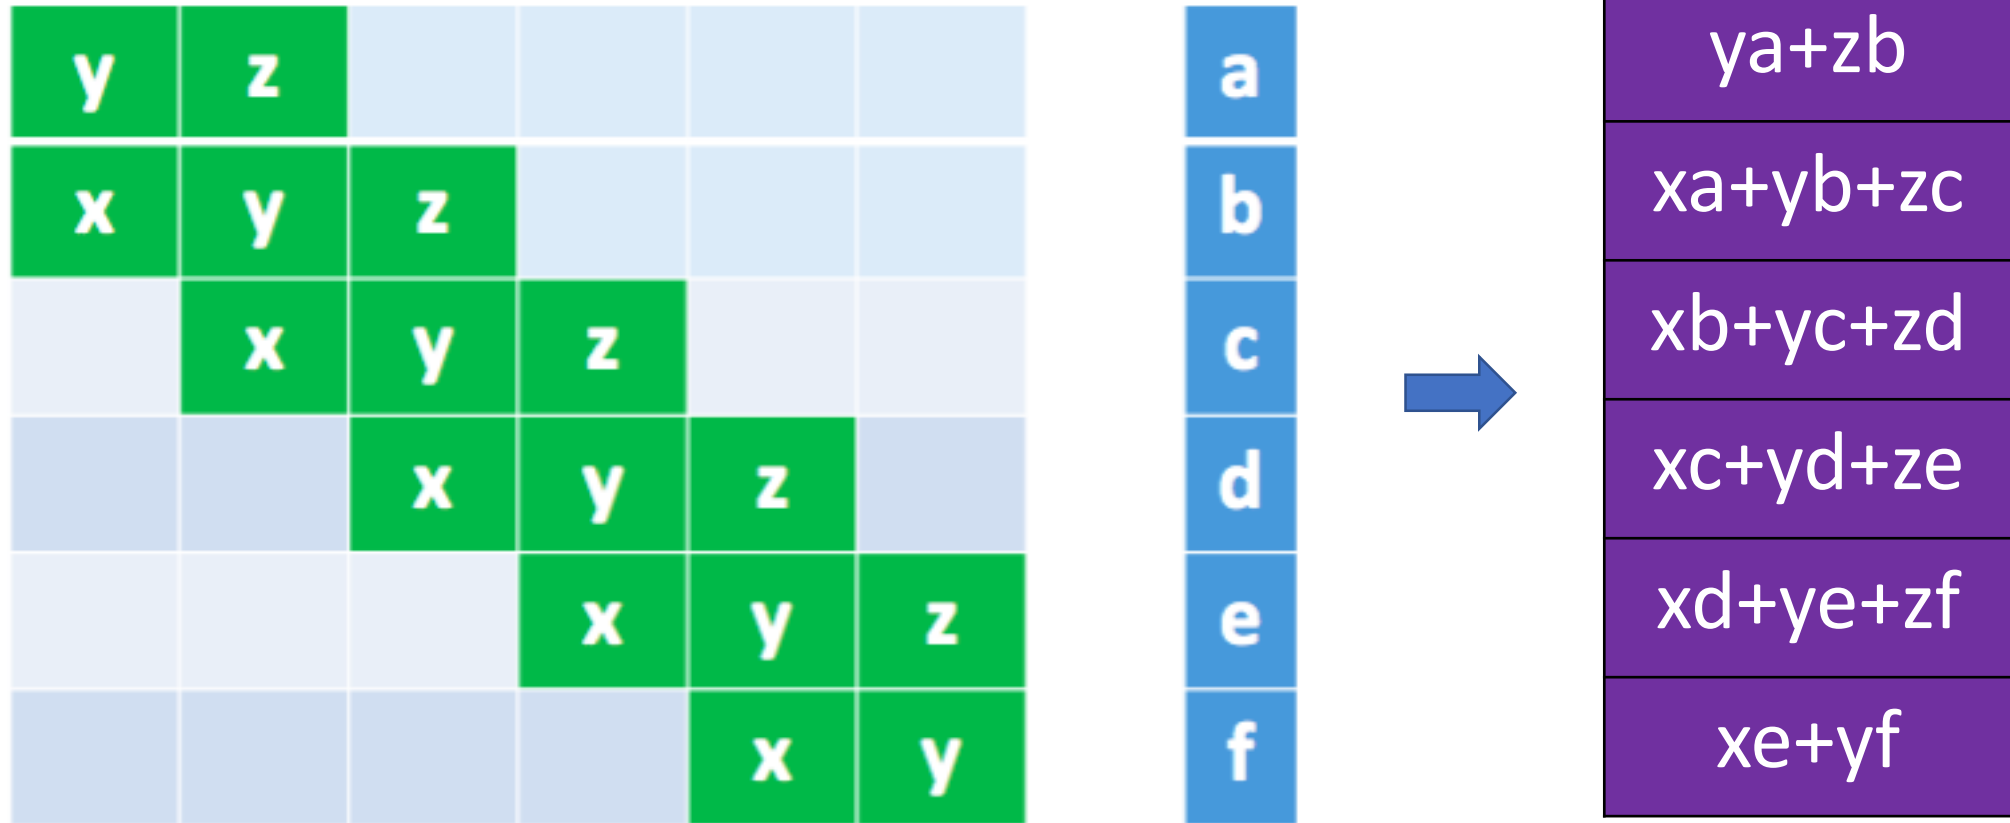 y z a ya+zb
x y z b xa+yb+zc
x y z c xb+yc+zd
x y z d xc+yd+ze
x y z e xd+ye+zf
x y f xe+yf